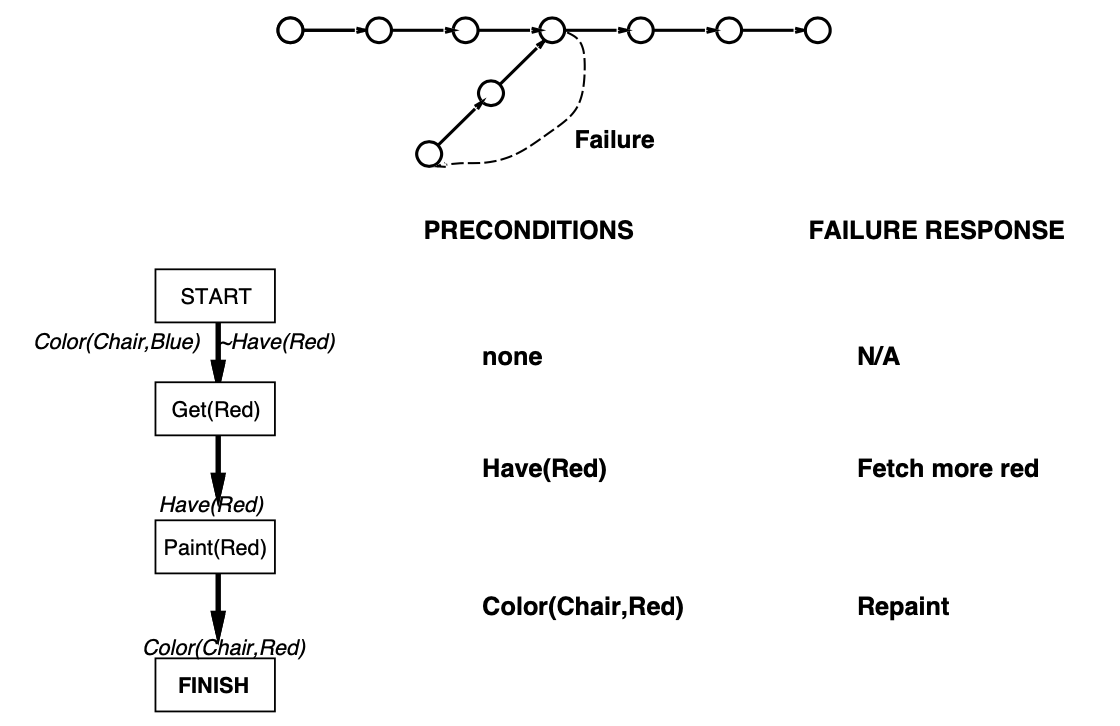 Failure
PRECONDITIONS FAILURE RESPONSE
START
Color(Chair,Blue) ~Have(Red)
none N/A
Get(Red)
Have(Red) Fetch more red
Have(Red)
Paint(Red)
Color(Chair,Red) Repaint
Color(Chair,Red)
FINISH